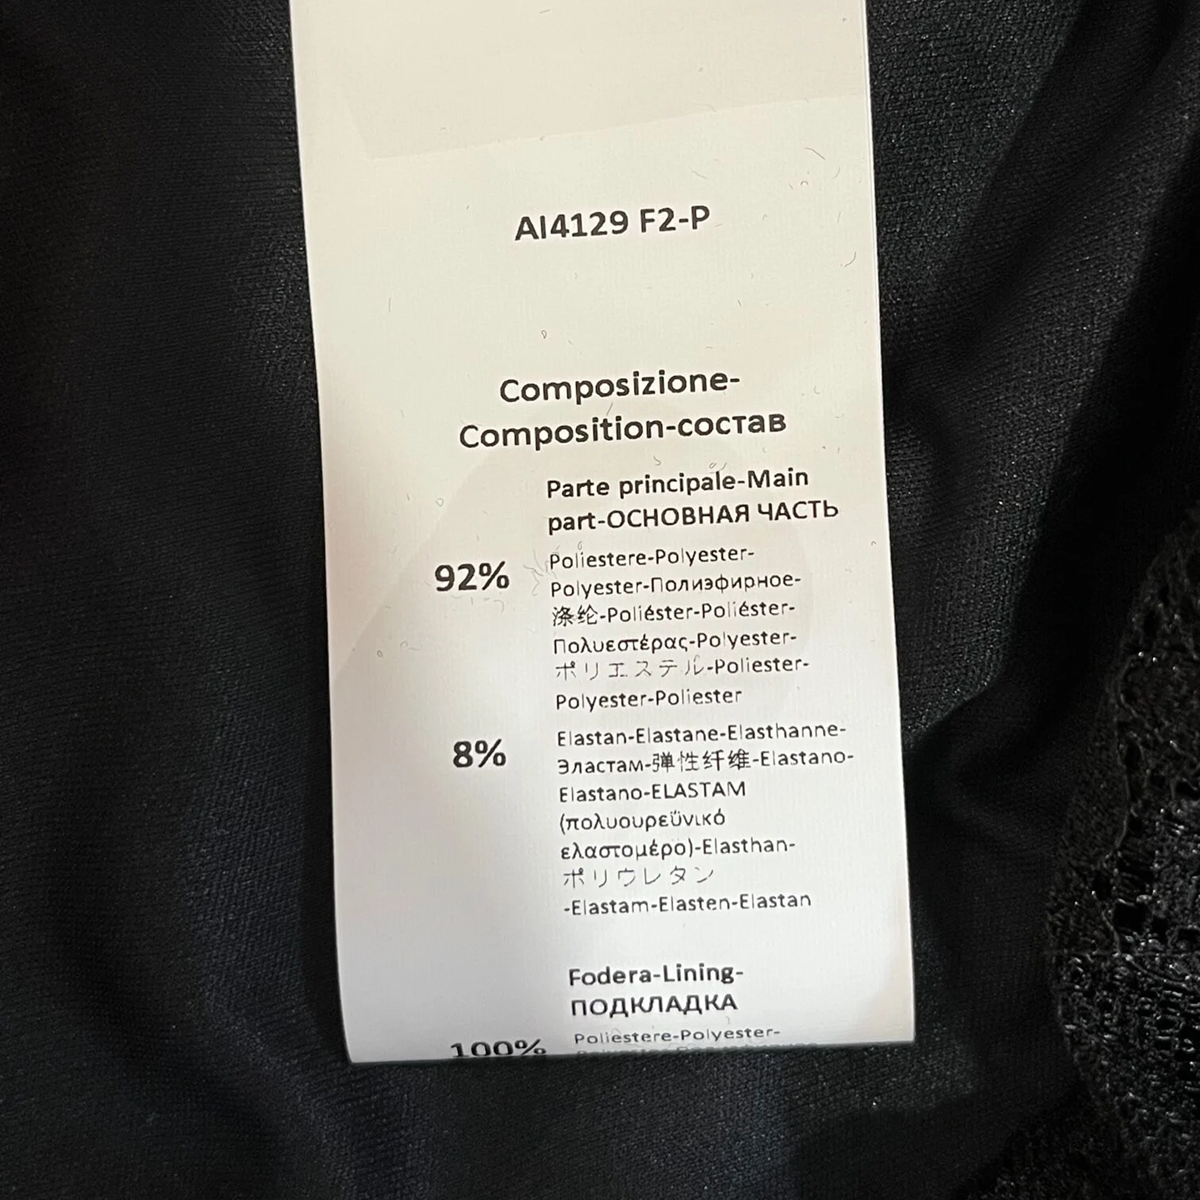 AI4129 F2-P
Composizione-
Composition-состав
Parte principale-Main
part-ОСНОВНАЯ ЧАСТЬ
92%
Poliestere-Polyester-
Polyester-Полиэфирное-
涤纶-Poliéster-Poliéster-
Πολυεστέρας-Polyester-
ポリエステル-Poliester-
Polyester-Poliester
8%
Elastan-Elastane-Elasthanne-
Эластам-弹性纤维-Elastano-
Elastano-ELASTAM
(πολυουρεΰνικό
ελαστομέρο)-Elasthan-
ポリウレタン
-Elastam-Elasten-Elastan
Fodera-Lining-
ПОДКЛАДКА
100%
Poliestere-Polyester-